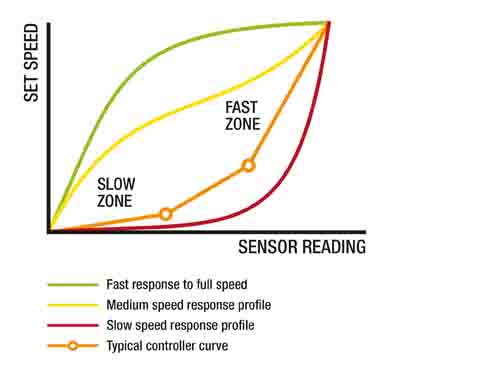 SET SPEED
FAST
ZONE
SLOW
ZONE
SENSOR READING
Fast response to full speed
Medium speed response profile
Slow speed response profile
Typical controller curve